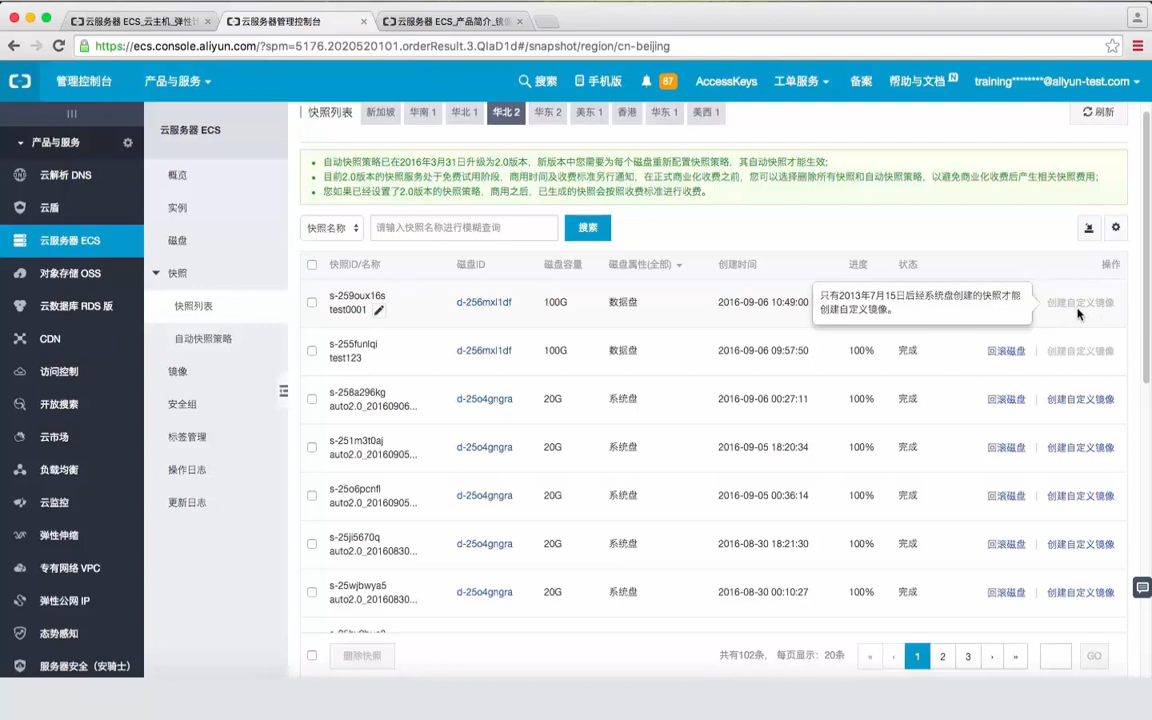 云服务器 ECS_云主机_弹性计
云服务器管理控制台
云服务器 ECS_产品简介_镜像
https://ecs.console.aliyun.com/?spm=5176.2020520101.orderResult.3.QIaD1d#/snapshot/region/cn-beijing
管理控制台 产品与服务 搜索 手机版 87 AccessKeys 工单服务 备案 帮助与文档 N training********@aliyun-test.com
产品与服务
云解析 DNS
云盾
云服务器 ECS
对象存储 OSS
云数据库 RDS 版
CDN
访问控制
开放搜索
云市场
负载均衡
云监控
弹性伸缩
专有网络 VPC
弹性公网 IP
态势感知
服务器安全（安骑士）
云服务器 ECS
概览
实例
磁盘
快照
快照列表
自动快照策略
镜像
安全组
标签管理
操作日志
更新日志
快照列表 新加坡 华南 1 华北 1 华北 2 华东 2 美东 1 香港 华东 1 美西 1 刷新
自动快照策略已在2016年3月31日升级为2.0版本，新版本中您需要为每个磁盘重新配置快照策略，其自动快照才能生效；
目前2.0版本的快照服务处于免费试用阶段，商用时间及收费标准另行通知，在正式商业化收费之前，您可以选择删除所有快照和自动快照策略，以避免商业化收费后产生相关快照费用；
您如果已经设置了2.0版本的快照策略，商用之后，已生成的快照会按照收费标准进行收费。
快照名称 请输入快照名称进行模糊查询 搜索
快照ID/名称 磁盘ID 磁盘容量 磁盘属性(全部) 创建时间 进度 状态 操作
s-259oux16s
test0001 d-256mxl1df 100G 数据盘 2016-09-06 10:49:00 创建自定义镜像
只有2013年7月15日后经系统盘创建的快照才能
创建自定义镜像。
s-255funlqi
test123 d-256mxl1df 100G 数据盘 2016-09-06 09:57:50 100% 完成 回滚磁盘 创建自定义镜像
s-258a296kg
auto2.0_20160906... d-25o4gngra 20G 系统盘 2016-09-06 00:27:11 100% 完成 回滚磁盘 创建自定义镜像
s-251m3t0aj
auto2.0_20160905... d-25o4gngra 20G 系统盘 2016-09-05 18:20:34 100% 完成 回滚磁盘 创建自定义镜像
s-25o6pcnfl
auto2.0_20160905... d-25o4gngra 20G 系统盘 2016-09-05 00:36:14 100% 完成 回滚磁盘 创建自定义镜像
s-25ji5670q
auto2.0_20160830... d-25o4gngra 20G 系统盘 2016-08-30 18:21:30 100% 完成 回滚磁盘 创建自定义镜像
s-25wjbwya5
auto2.0_20160830... d-25o4gngra 20G 系统盘 2016-08-30 00:10:27 100% 完成 回滚磁盘 创建自定义镜像
删除快照 共有102条， 每页显示：20条 « ‹ 1 2 3 › » GO